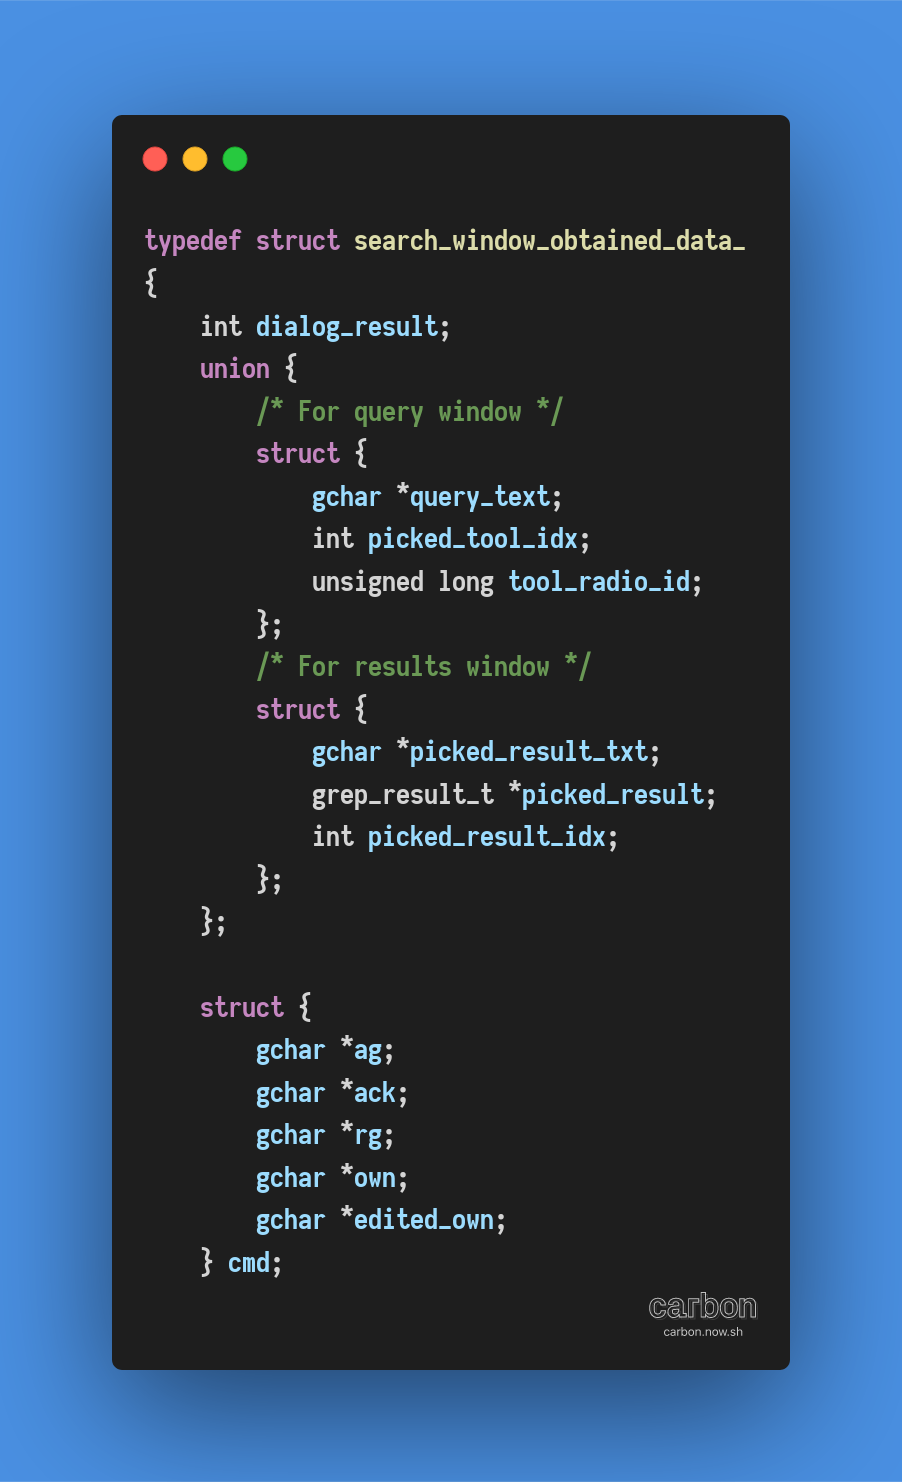 typedef struct search_window_obtained_data_
{
    int dialog_result;
    union {
        /* For query window */
        struct {
            gchar *query_text;
            int picked_tool_idx;
            unsigned long tool_radio_id;
        };
        /* For results window */
        struct {
            gchar *picked_result_txt;
            grep_result_t *picked_result;
            int picked_result_idx;
        };
    };

    struct {
        gchar *ag;
        gchar *ack;
        gchar *rg;
        gchar *own;
        gchar *edited_own;
    } cmd;
carbon
carbon.now.sh